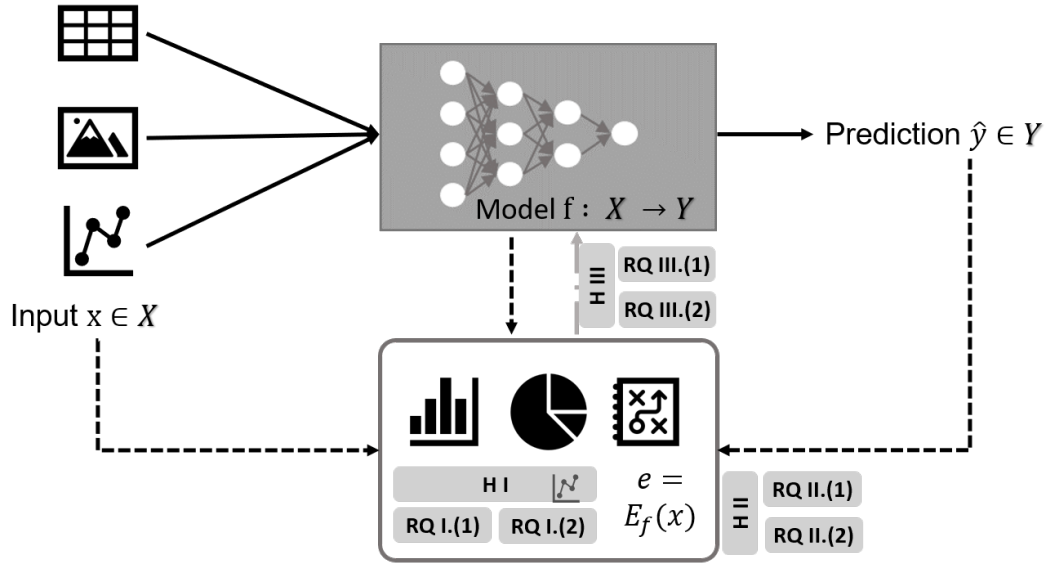 Model f : X → Y
Prediction ŷ ∈ Y
Input x ∈ X
H III
RQ III.(1)
RQ III.(2)
H I
RQ I.(1)
RQ I.(2)
e =
E_f(x)
H II
RQ II.(1)
RQ II.(2)